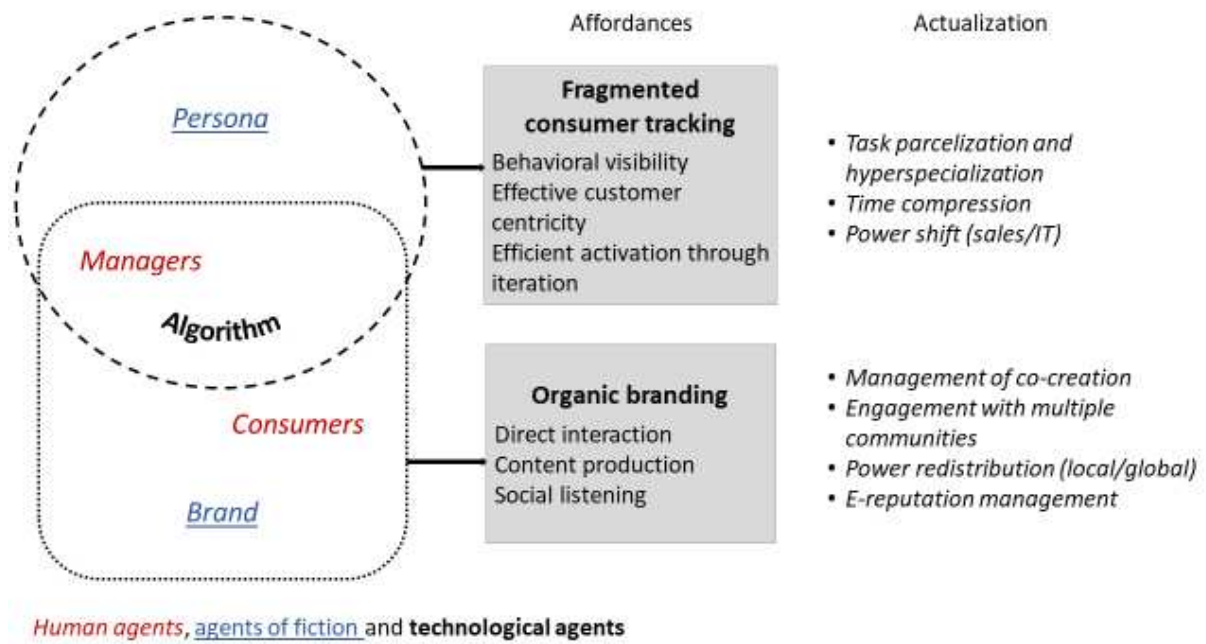 Affordances
Actualization
Persona
Managers
Algorithm
Consumers
Brand
Fragmented
consumer tracking
Behavioral visibility
Effective customer
centricity
Efficient activation through
iteration
• Task parcelization and
hyperspecialization
• Time compression
• Power shift (sales/IT)
Organic branding
Direct interaction
Content production
Social listening
• Management of co-creation
• Engagement with multiple
communities
• Power redistribution (local/global)
• E-reputation management
Human agents, agents of fiction and technological agents